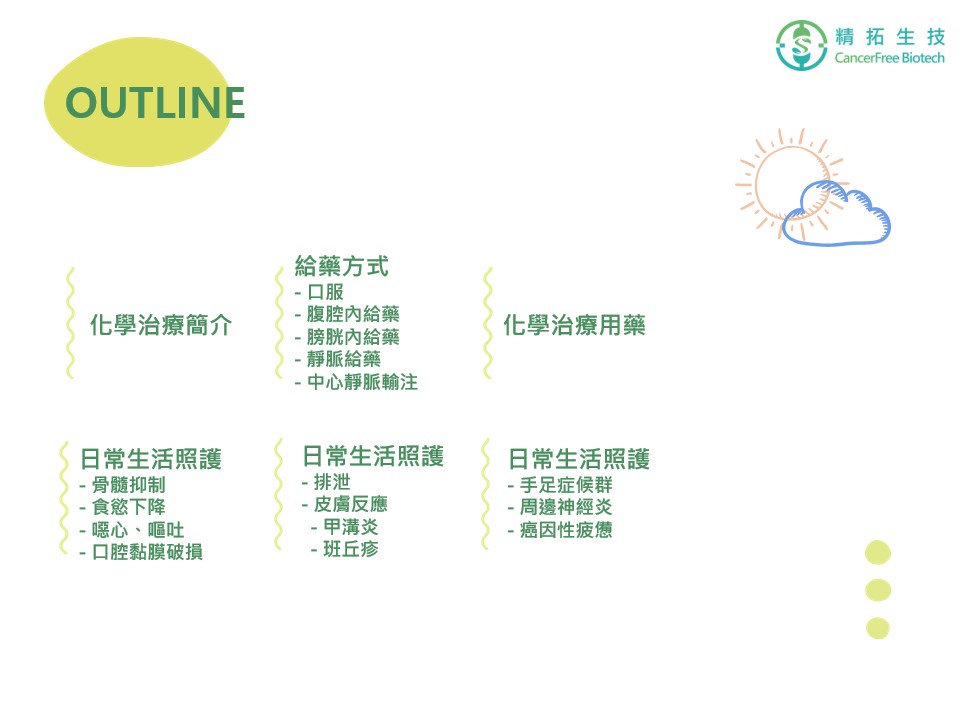 精拓生技
CancerFree Biotech
OUTLINE
化學治療簡介
給藥方式
- 口服
- 腹腔內給藥
- 膀胱內給藥
- 靜脈給藥
- 中心靜脈輸注
化學治療用藥
日常生活照護
- 骨髓抑制
- 食慾下降
- 噁心、嘔吐
- 口腔黏膜破損
日常生活照護
- 排泄
- 皮膚反應
- 甲溝炎
- 班丘疹
日常生活照護
- 手足症候群
- 周邊神經炎
- 癌因性疲憊